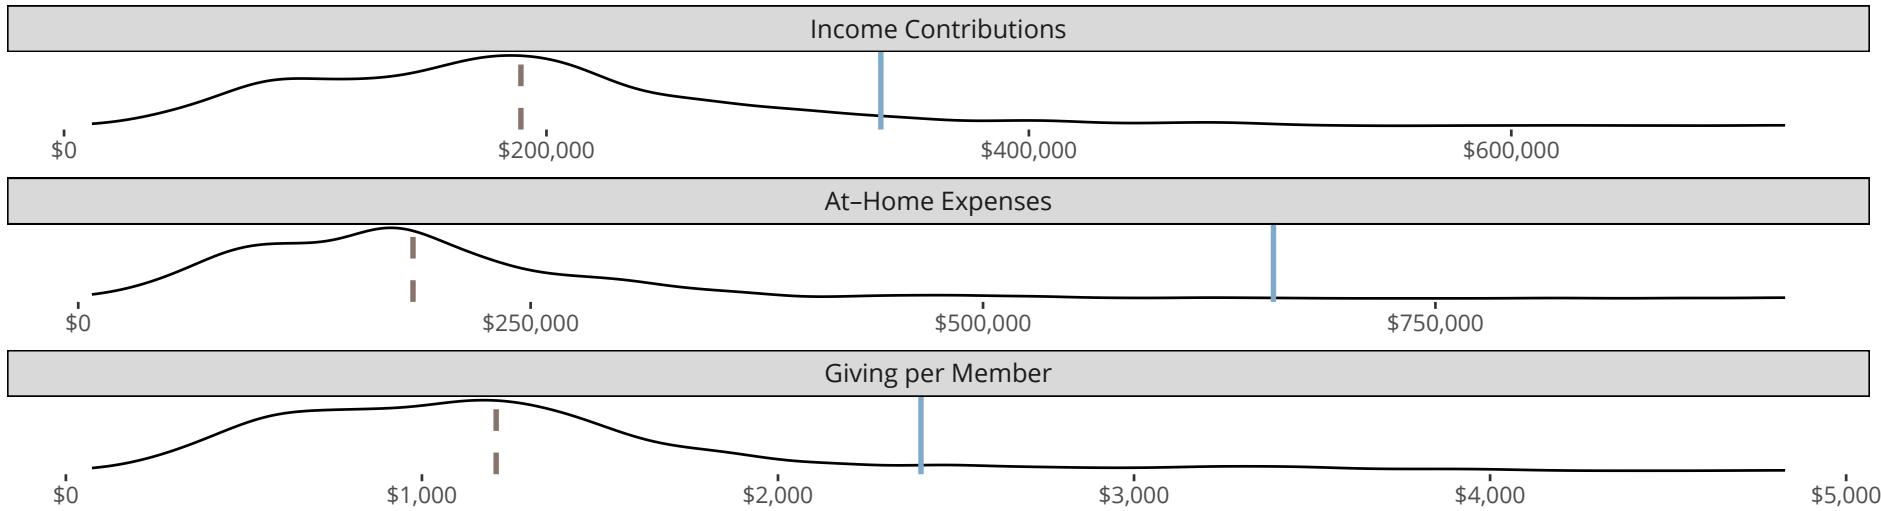 Income Contributions
$0 $200,000 $400,000 $600,000
At–Home Expenses
$0 $250,000 $500,000 $750,000
Giving per Member
$0 $1,000 $2,000 $3,000 $4,000 $5,000